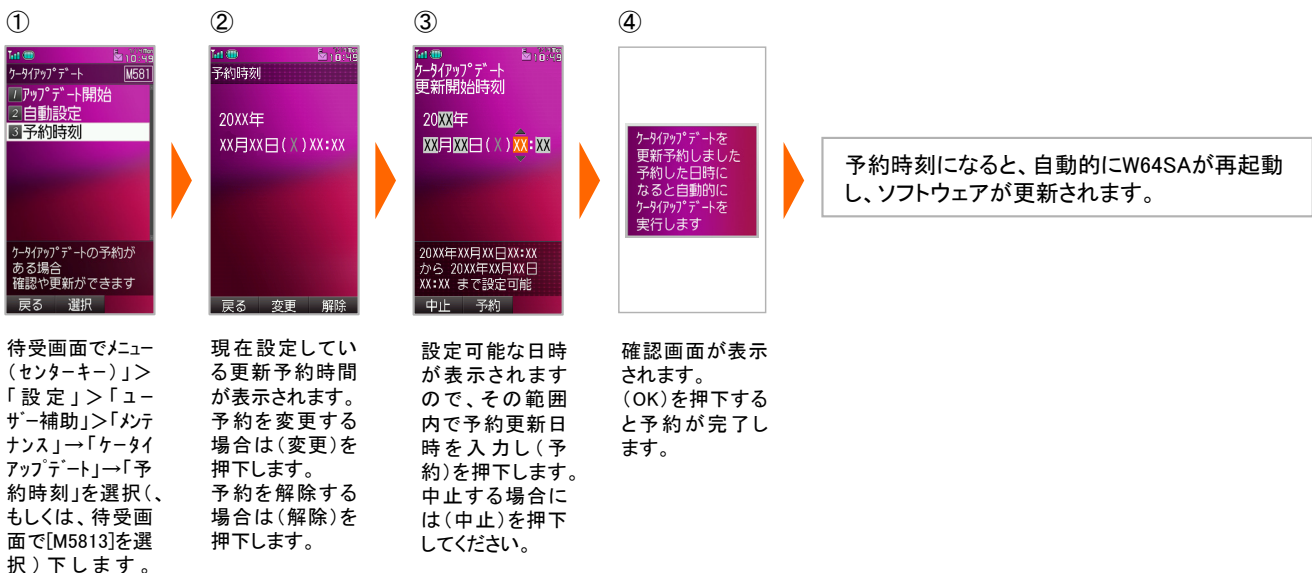 ①
10:49
ケータイアップデート M581
1 アップデート開始
2 自動設定
3 予約時刻
ケータイアップデートの予約が
ある場合
確認や更新ができます
戻る 選択
待受画面でメニュー
(センターキー)」＞
「設定」＞「ユー
ザー補助」＞「メンテ
ナンス」→「ケータイ
アップデート」→「予
約時刻」を選択(、
もしくは、待受画
面で[M5813]を選
択)下します。
②
10:49
予約時刻
20XX年
XX月XX日(X)XX:XX
戻る 変更 解除
現在設定してい
る更新予約時間
が表示されます。
予約を変更する
場合は(変更)を
押下します。
予約を解除する
場合は(解除)を
押下します。
③
10:49
ケータイアップデート
更新開始時刻
20XX年
XX月XX日(X)XX:XX
20XX年XX月XX日XX:XX
から 20XX年XX月XX日
XX:XX まで設定可能
中止 予約
設定可能な日時
が表示されます
ので、その範囲
内で予約更新日
時を入力し(予
約)を押下します。
中止する場合に
は(中止)を押下
してください。
④
ケータイアップデートを
更新予約しました
予約した日時に
なると自動的に
ケータイアップデートを
実行します
確認画面が表示
されます。
(OK)を押下する
と予約が完了し
ます。
予約時刻になると、自動的にW64SAが再起動
し、ソフトウェアが更新されます。